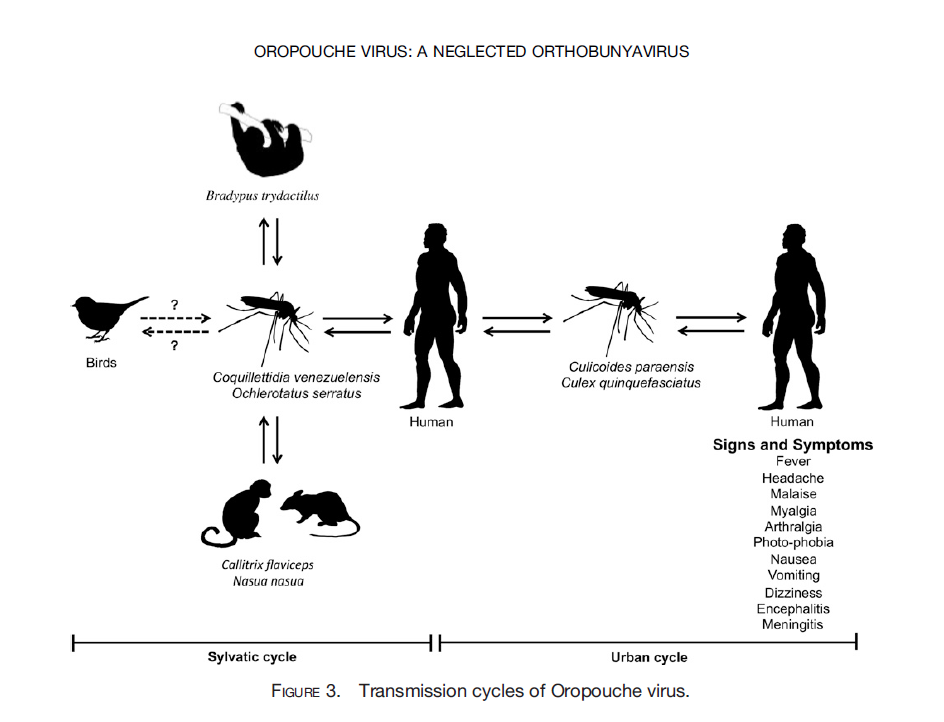 OROPOUCHE VIRUS: A NEGLECTED ORTHOBUNYAVIRUS
Bradypus trydactilus
?
?
Birds
Coquillettidia venezuelensis
Ochlerotatus serratus
Human
Culicoides paraensis
Culex quinquefasciatus
Human
Signs and Symptoms
Fever
Headache
Malaise
Myalgia
Arthralgia
Photo-phobia
Nausea
Vomiting
Dizziness
Encephalitis
Meningitis
Callitrix flaviceps
Nasua nasua
Sylvatic cycle
Urban cycle
FIGURE 3. Transmission cycles of Oropouche virus.